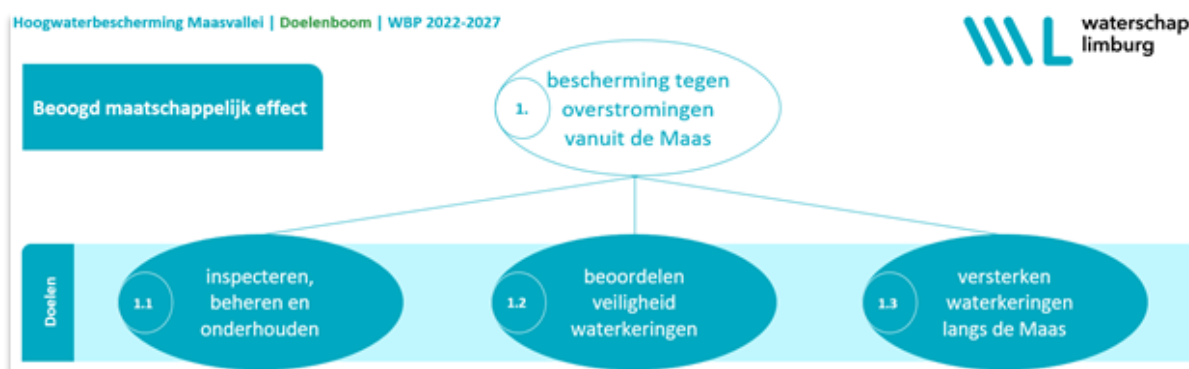 Hoogwaterbescherming Maasvallei | Doelenboom | WBP 2022-2027
waterschap
limburg
Beoogd maatschappelijk effect
1.
bescherming tegen
overstromingen
vanuit de Maas
Doelen
1.1
inspecteren,
beheren en
onderhouden
1.2
beoordelen
veiligheid
waterkeringen
1.3
versterken
waterkeringen
langs de Maas